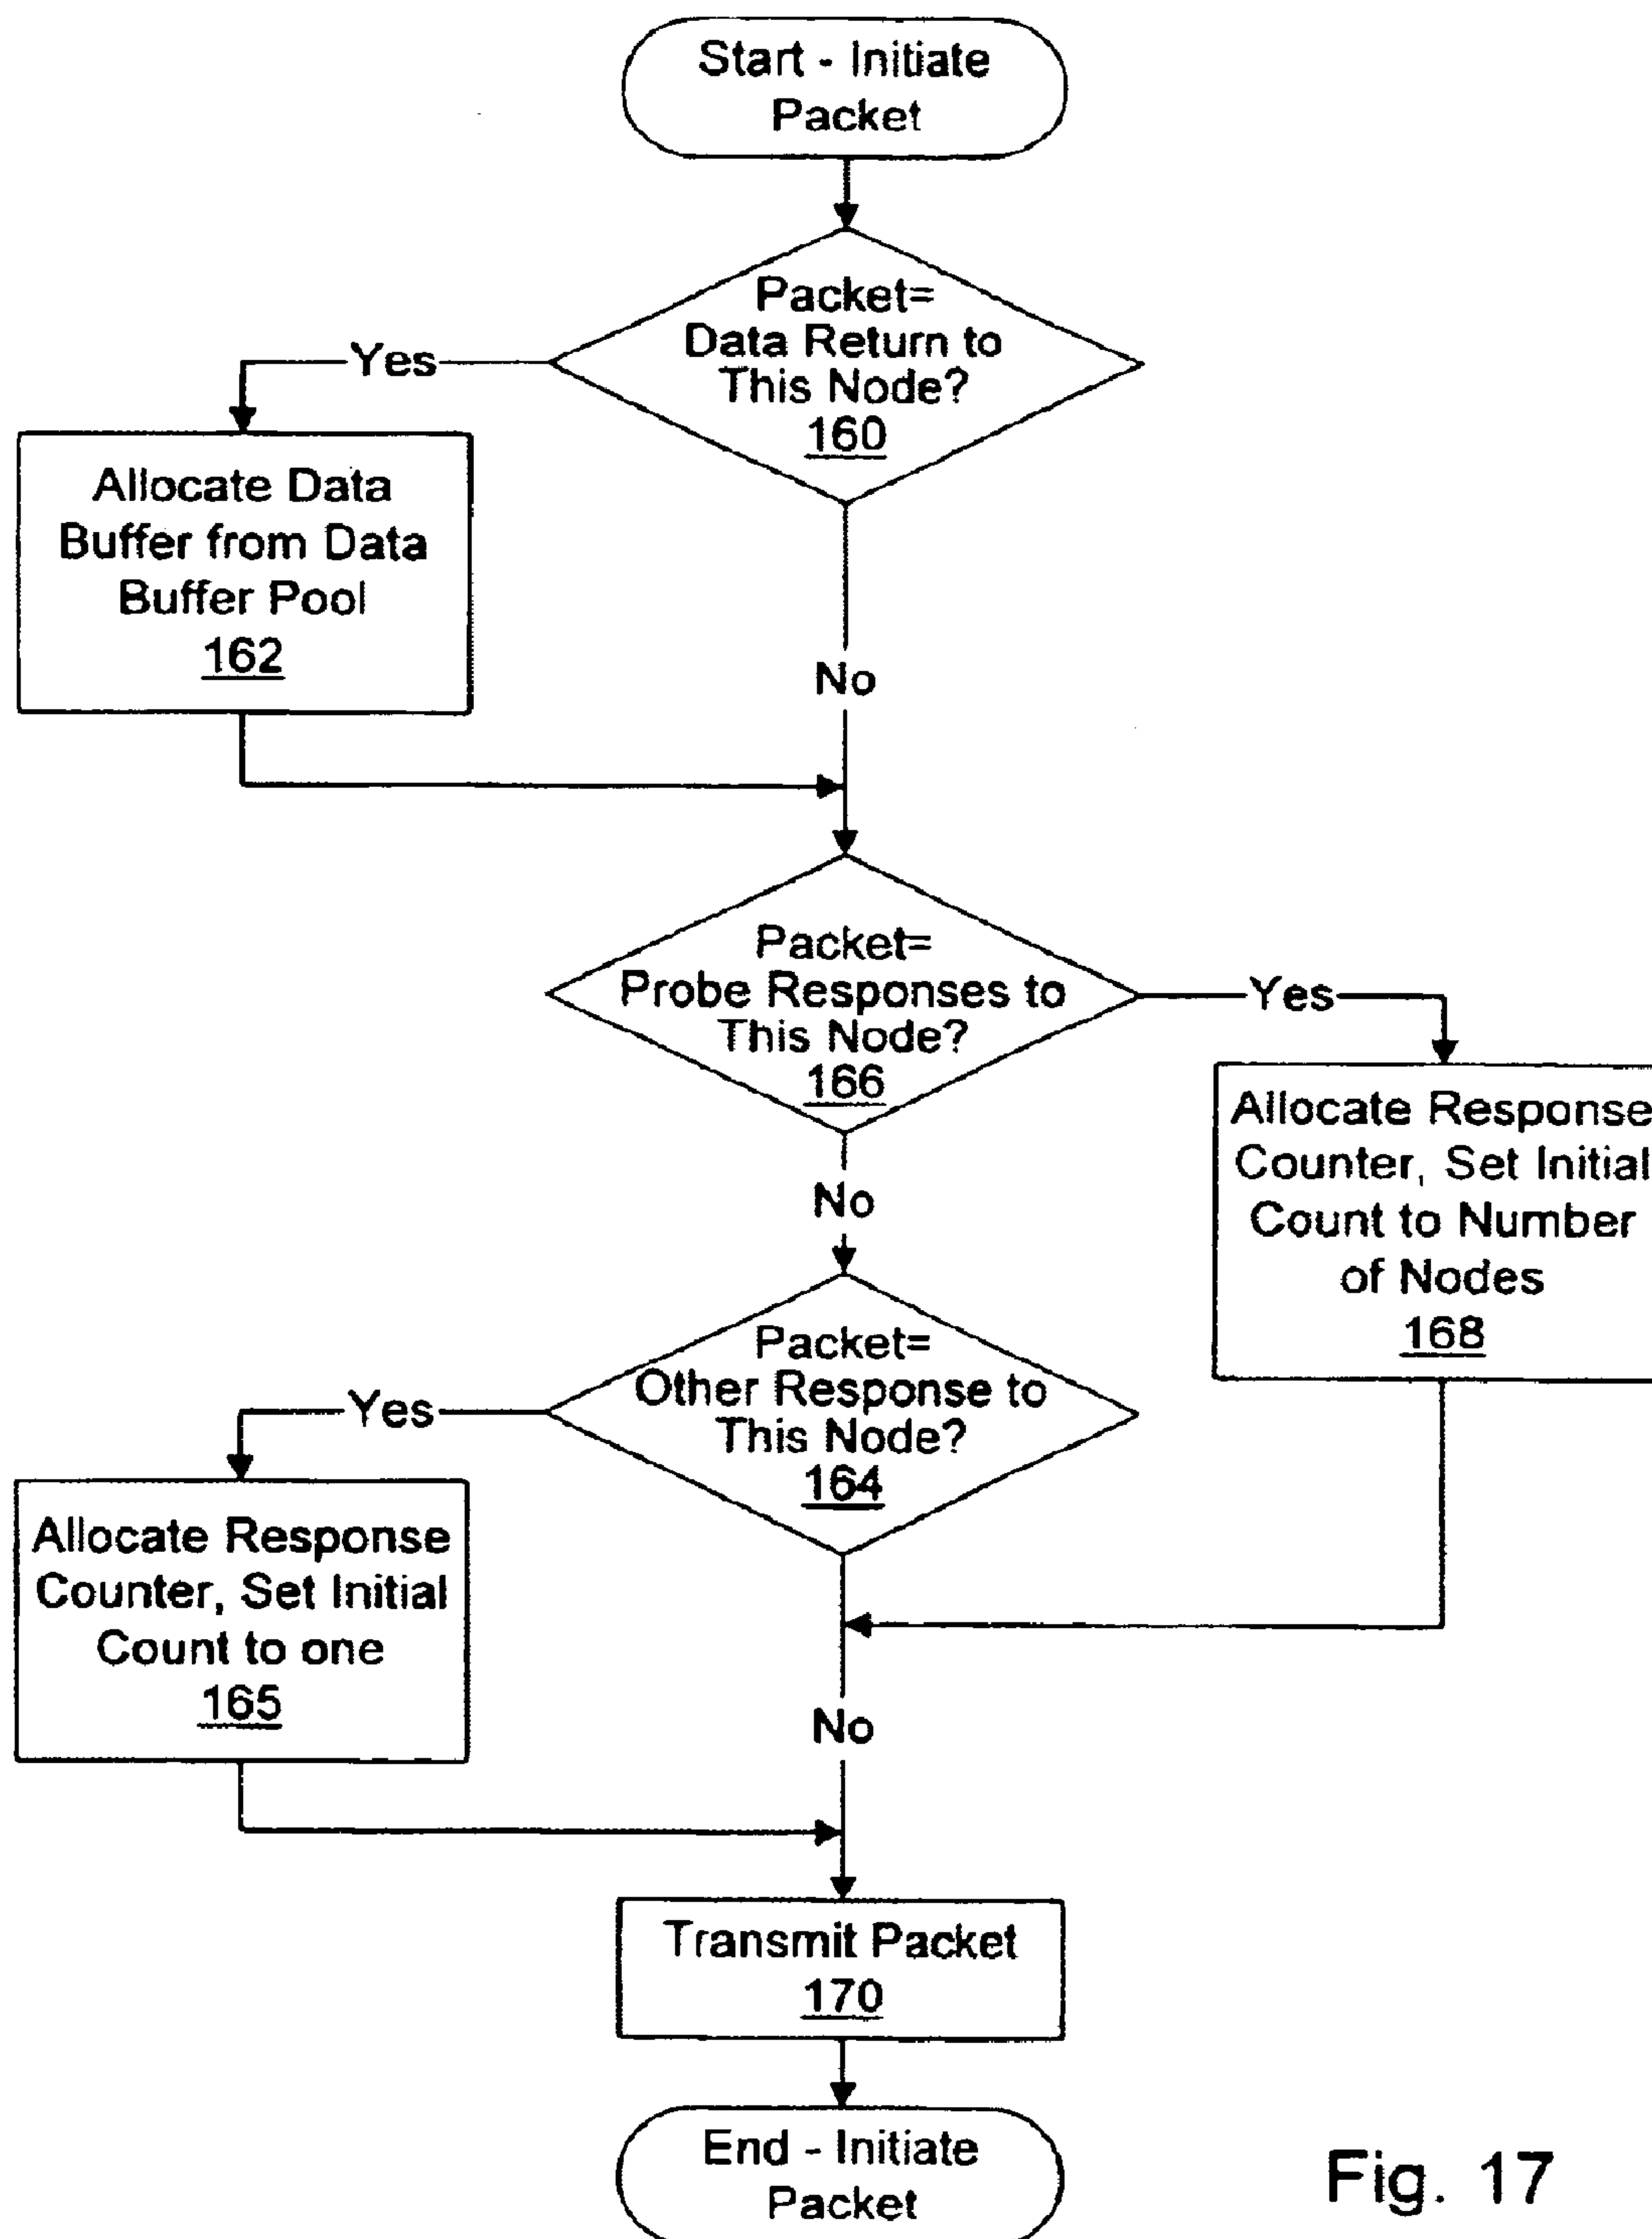 Start - Initiate
Packet
Packet=
Data Return to
This Node?
160
Yes
Allocate Data
Buffer from Data
Buffer Pool
162
No
Packet=
Probe Responses to
This Node?
166
Yes
Allocate Response
Counter, Set Initial
Count to Number
of Nodes
168
No
Packet=
Other Response to
This Node?
164
Yes
Allocate Response
Counter, Set Initial
Count to one
165
No
Transmit Packet
170
End - Initiate
Packet
Fig. 17